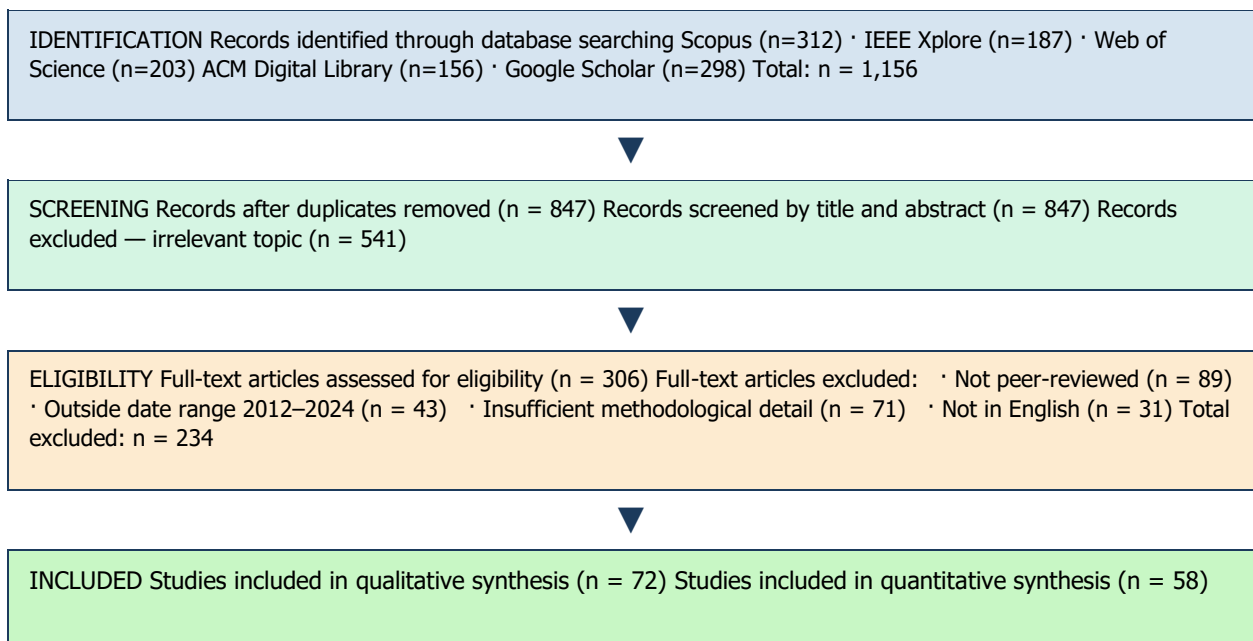 IDENTIFICATION Records identified through database searching Scopus (n=312) · IEEE Xplore (n=187) · Web of
Science (n=203) ACM Digital Library (n=156) · Google Scholar (n=298) Total: n = 1,156
SCREENING Records after duplicates removed (n = 847) Records screened by title and abstract (n = 847) Records
excluded — irrelevant topic (n = 541)
ELIGIBILITY Full-text articles assessed for eligibility (n = 306) Full-text articles excluded: · Not peer-reviewed (n = 89)
· Outside date range 2012–2024 (n = 43) · Insufficient methodological detail (n = 71) · Not in English (n = 31) Total
excluded: n = 234
INCLUDED Studies included in qualitative synthesis (n = 72) Studies included in quantitative synthesis (n = 58)